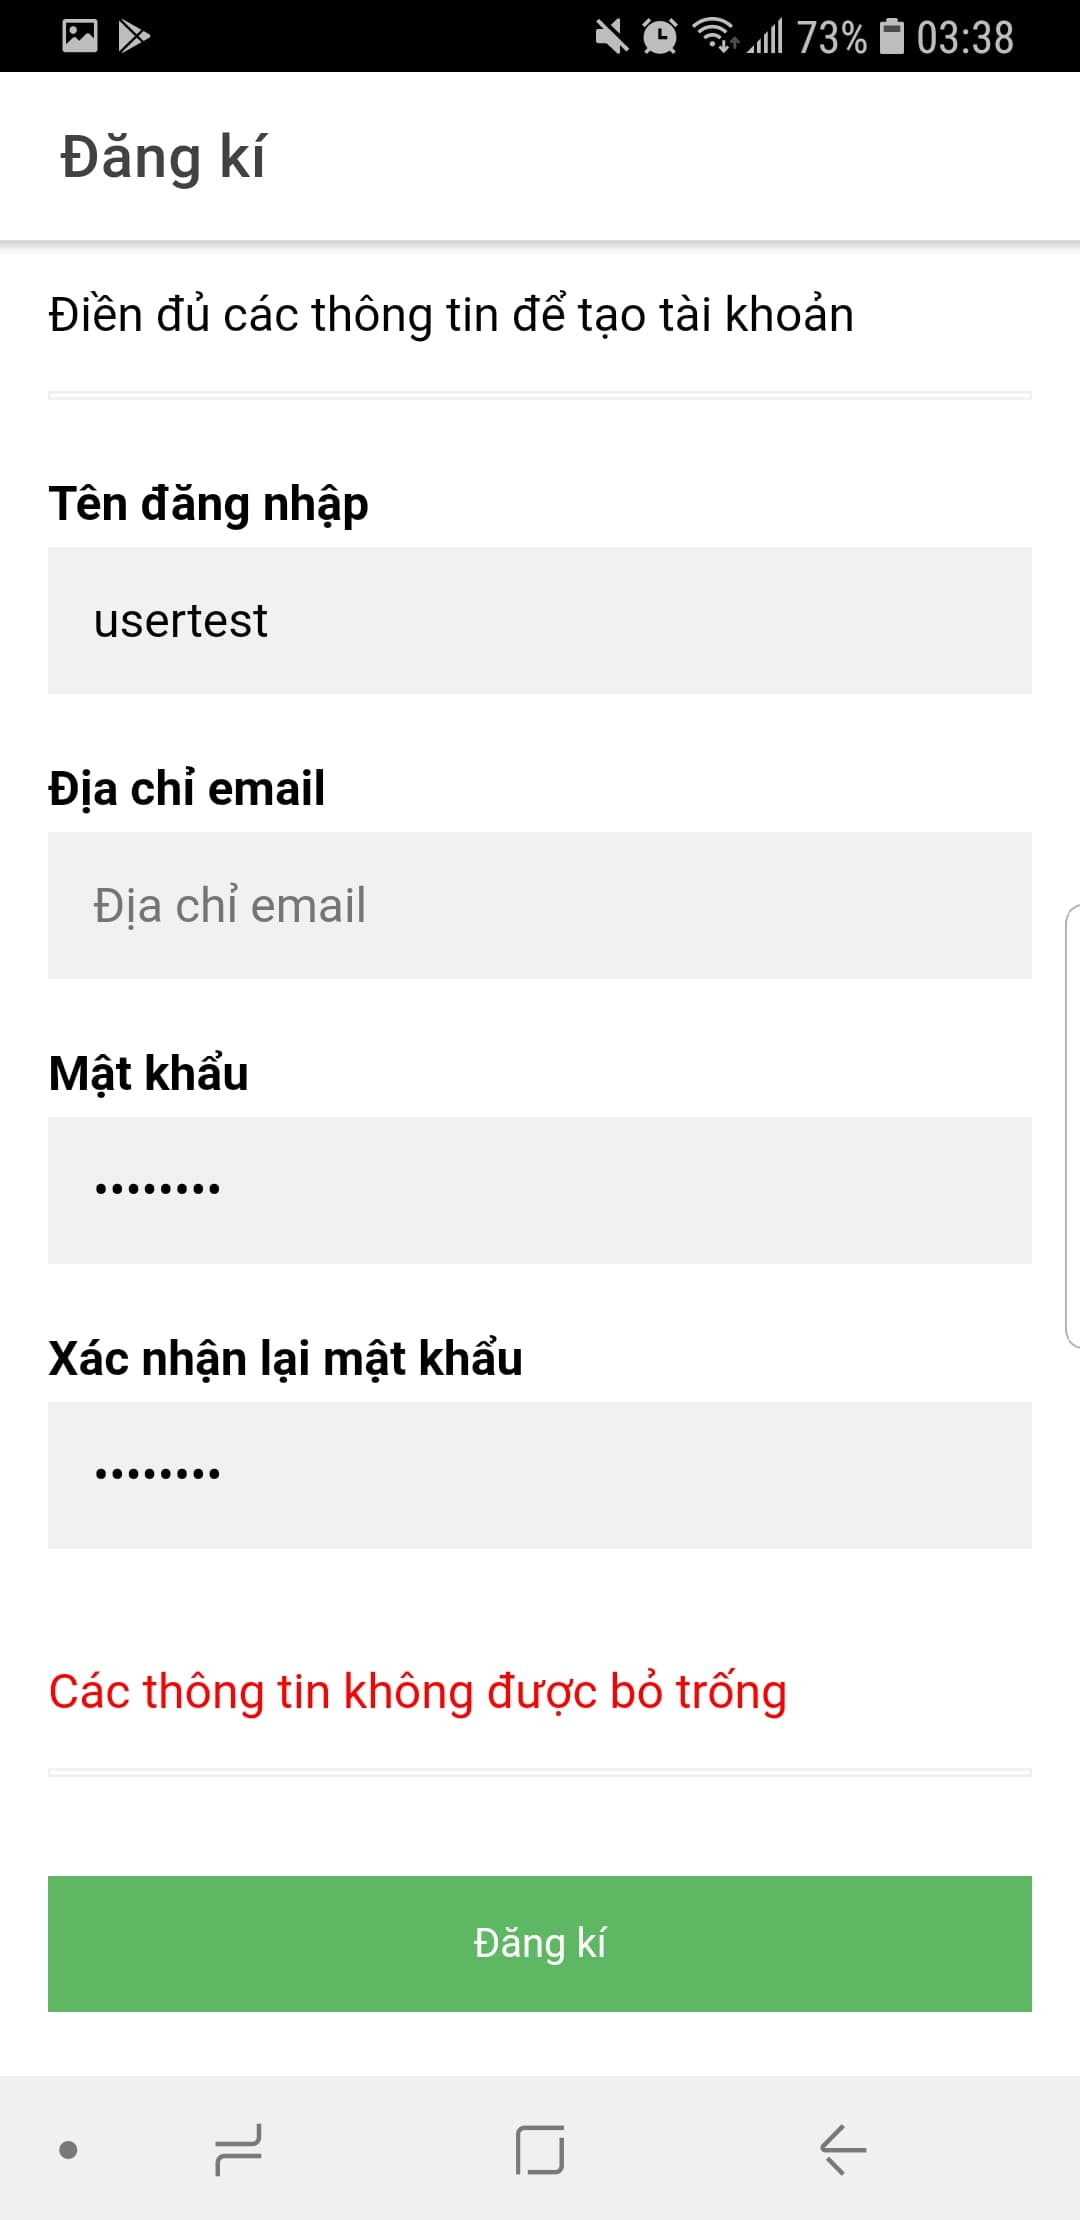 73% 03:38
Đăng kí
Điền đủ các thông tin để tạo tài khoản
Tên đăng nhập
usertest
Địa chỉ email
Địa chỉ email
Mật khẩu
••••••••
Xác nhận lại mật khẩu
••••••••
Các thông tin không được bỏ trống
Đăng kí